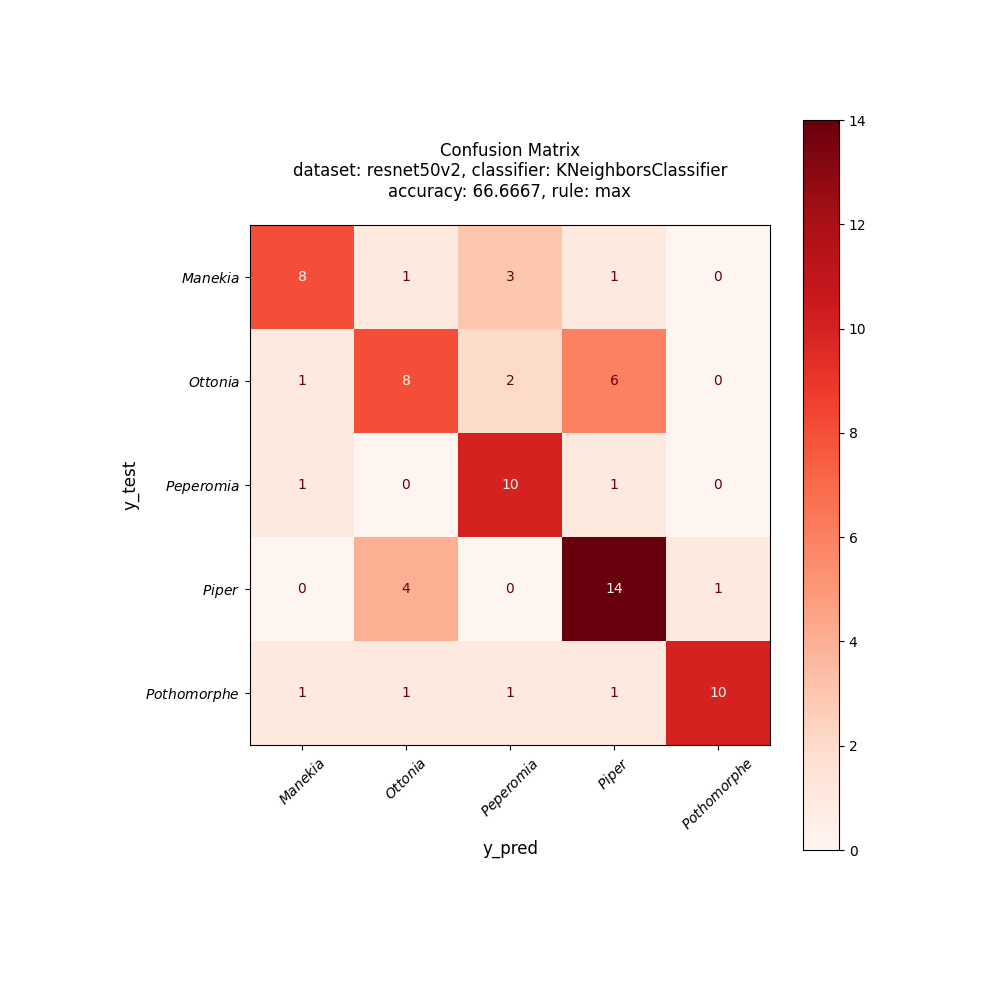 Confusion Matrix
dataset: resnet50v2, classifier: KNeighborsClassifier
accuracy: 66.6667, rule: max
Manekia 8 1 3 1 0
Ottonia 1 8 2 6 0
Peperomia 1 0 10 1 0
Piper 0 4 0 14 1
Pothomorphe 1 1 1 1 10
y_test
Manekia Ottonia Peperomia Piper Pothomorphe
y_pred
14
12
10
8
6
4
2
0